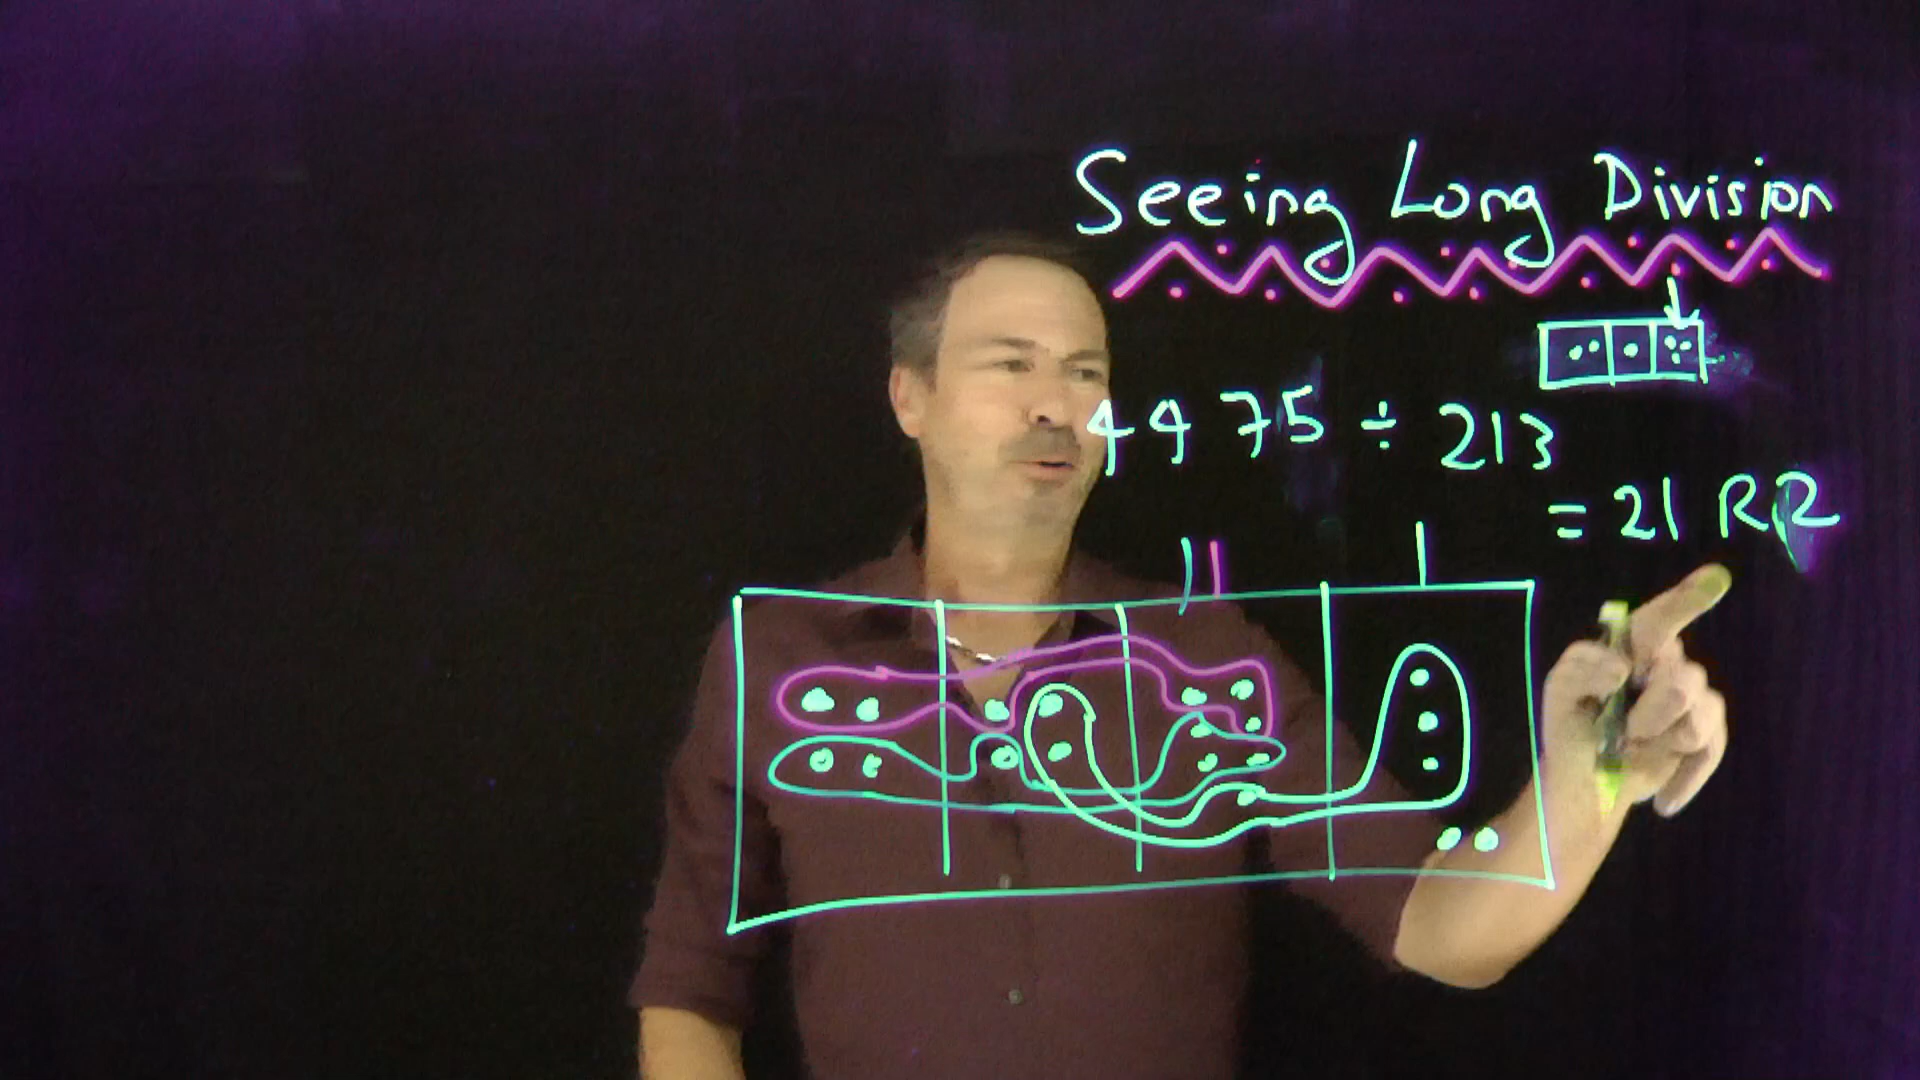 Seeing Long Division
4475 ÷ 213
= 21 R2